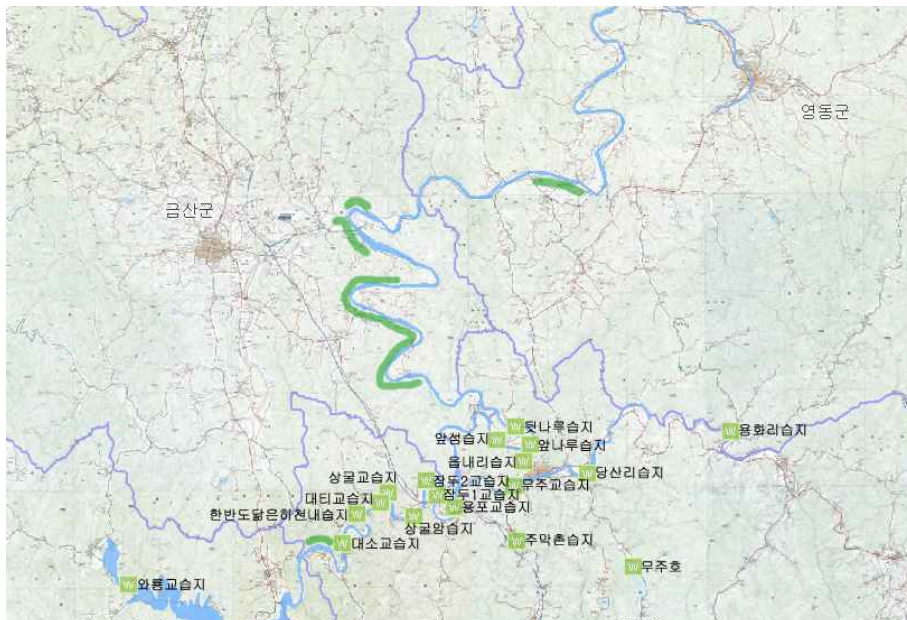 영동군
금산군
뒷나루습지
용화리습지
앞섬습지
앞나루습지
읍내리습지
당산리습지
상굴교습지
잠두2교습지
무주교습지
대티교습지
잠두1교습지
한반도닮은하천내습지
용포교습지
상굴암습지
대소교습지
주막촌습지
무주호
와룡교습지